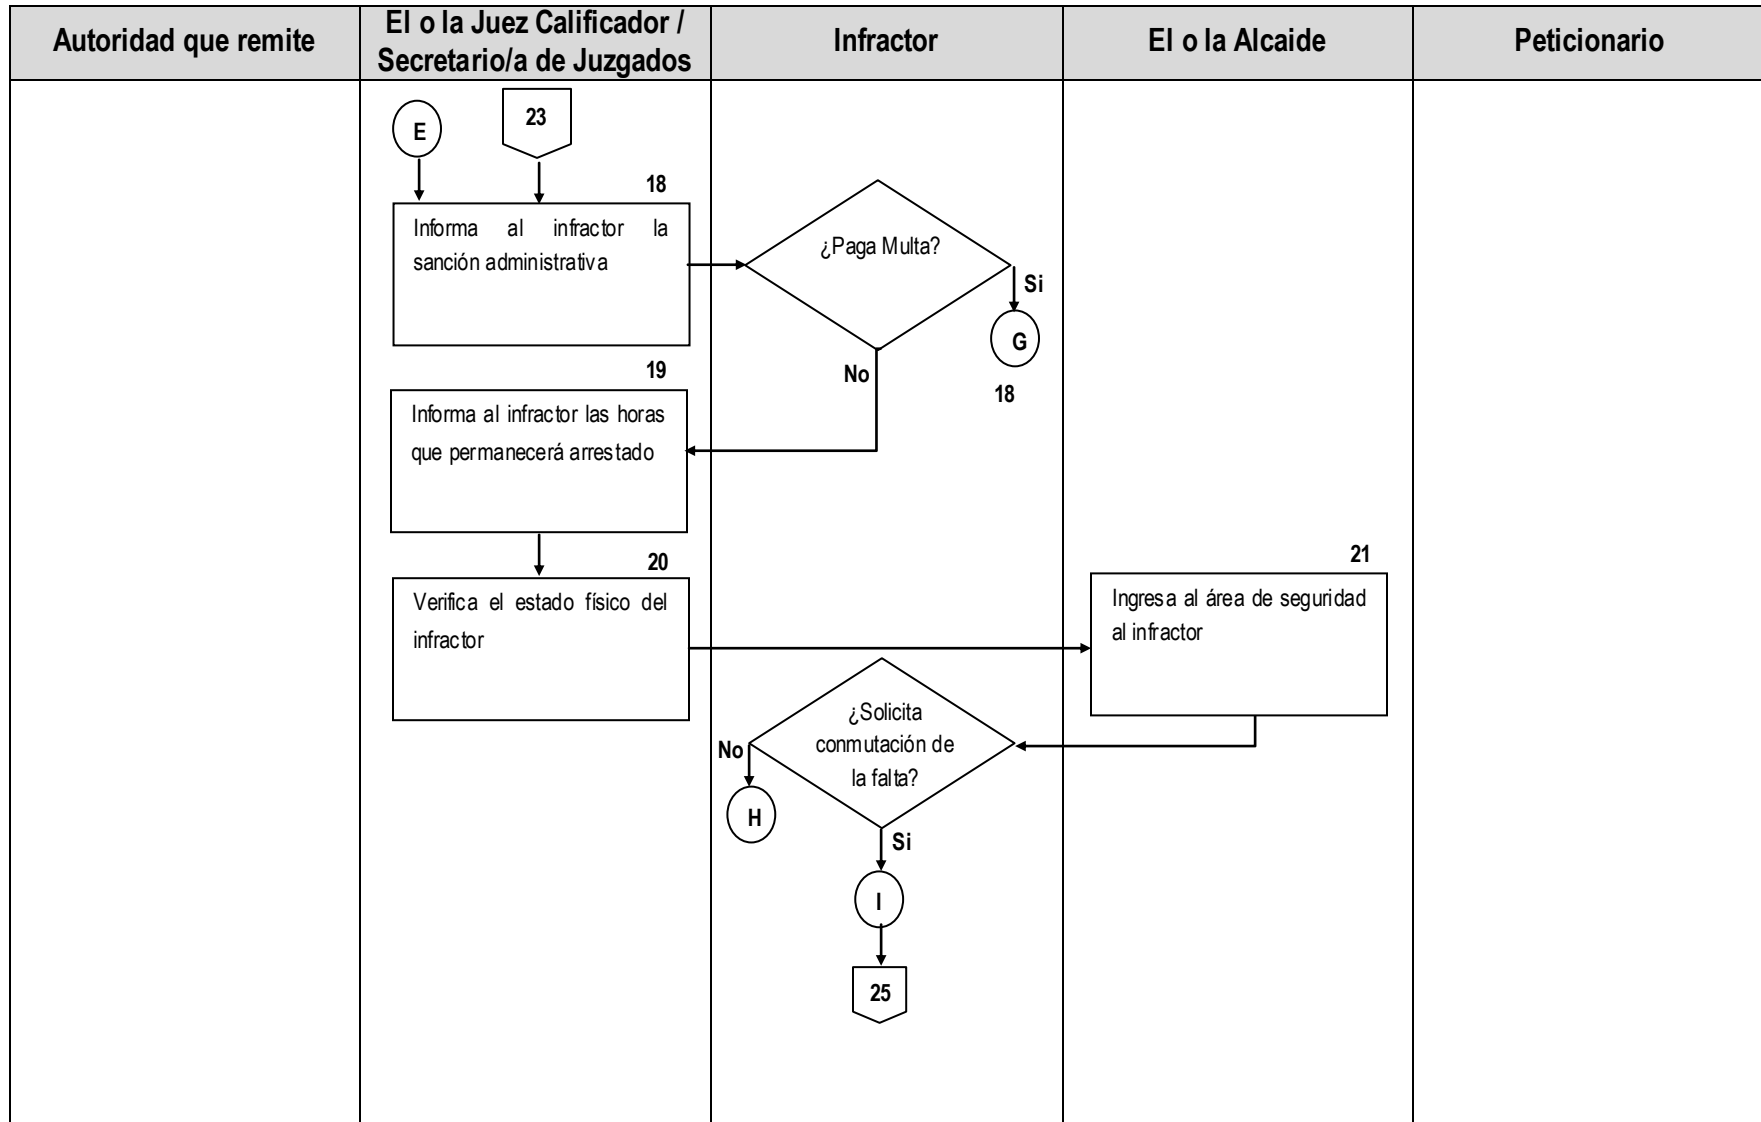 Autoridad que remite
El o la Juez Calificador /
Secretario/a de Juzgados
Infractor
El o la Alcaide
Peticionario
E
23
18
Informa al infractor la
sanción administrativa
¿Paga Multa?
Si
G
18
No
19
Informa al infractor las horas
que permanecerá arrestado
20
Verifica el estado físico del
infractor
21
Ingresa al área de seguridad
al infractor
¿Solicita
conmutación de
la falta?
No
H
Si
I
25